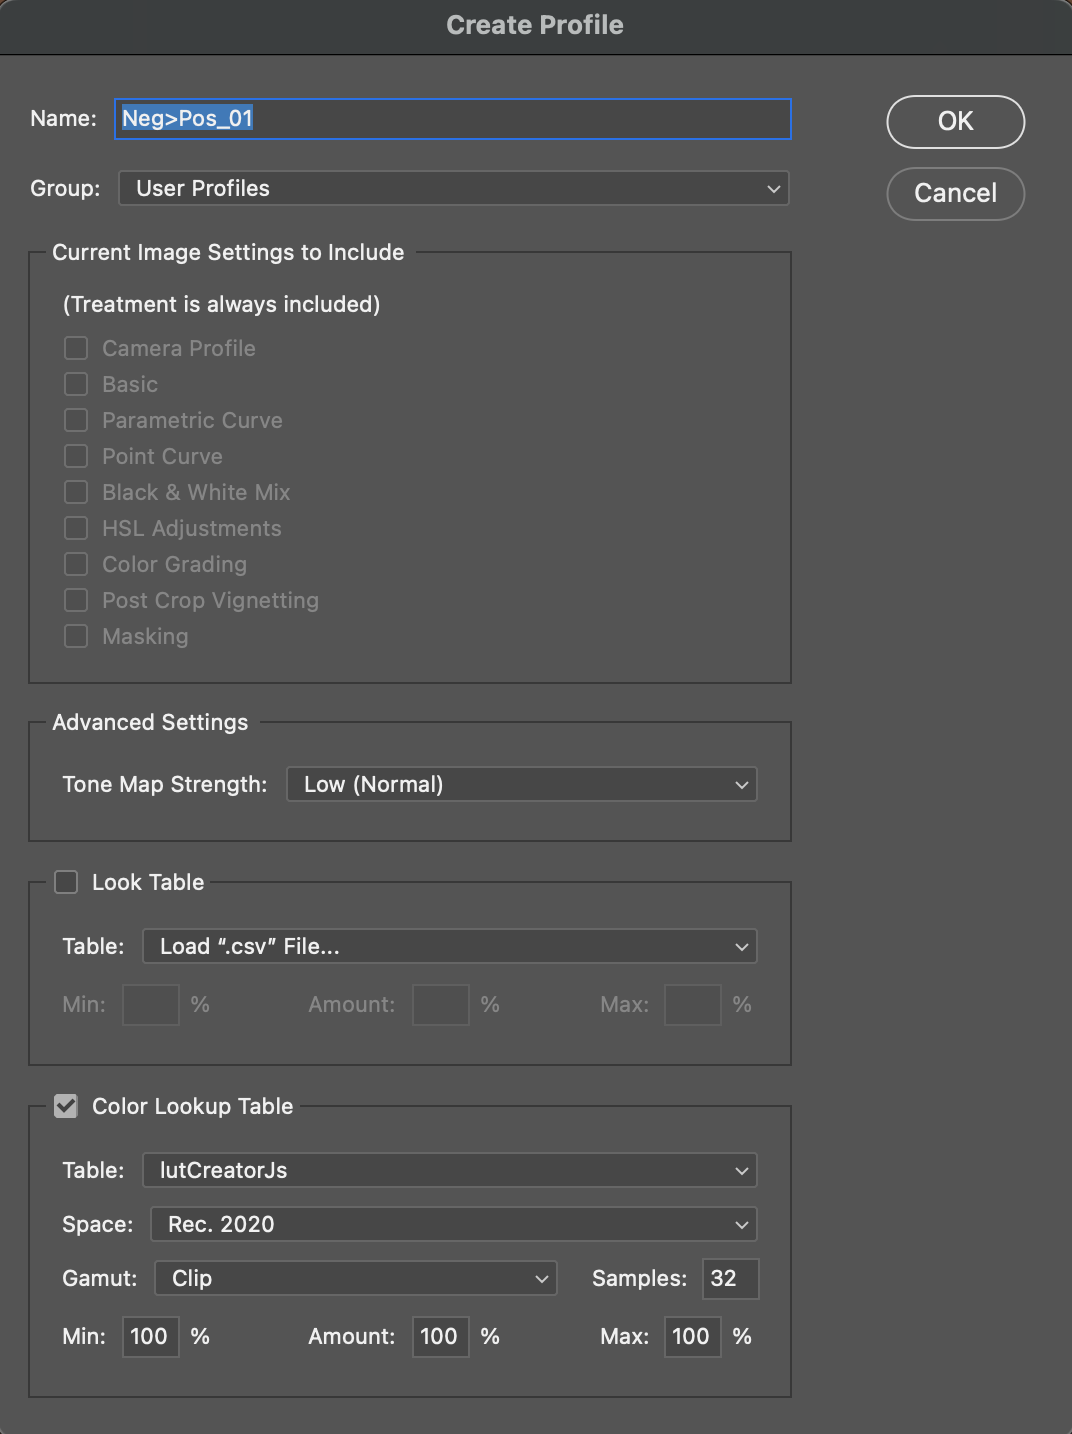 Create Profile
Name: Neg>Pos_01
OK
Group: User Profiles
Cancel
Current Image Settings to Include
(Treatment is always included)
Camera Profile
Basic
Parametric Curve
Point Curve
Black & White Mix
HSL Adjustments
Color Grading
Post Crop Vignetting
Masking
Advanced Settings
Tone Map Strength: Low (Normal)
Look Table
Table: Load “.csv” File...
Min: % Amount: % Max: %
Color Lookup Table
Table: lutCreatorJs
Space: Rec. 2020
Gamut: Clip Samples: 32
Min: 100 % Amount: 100 % Max: 100 %